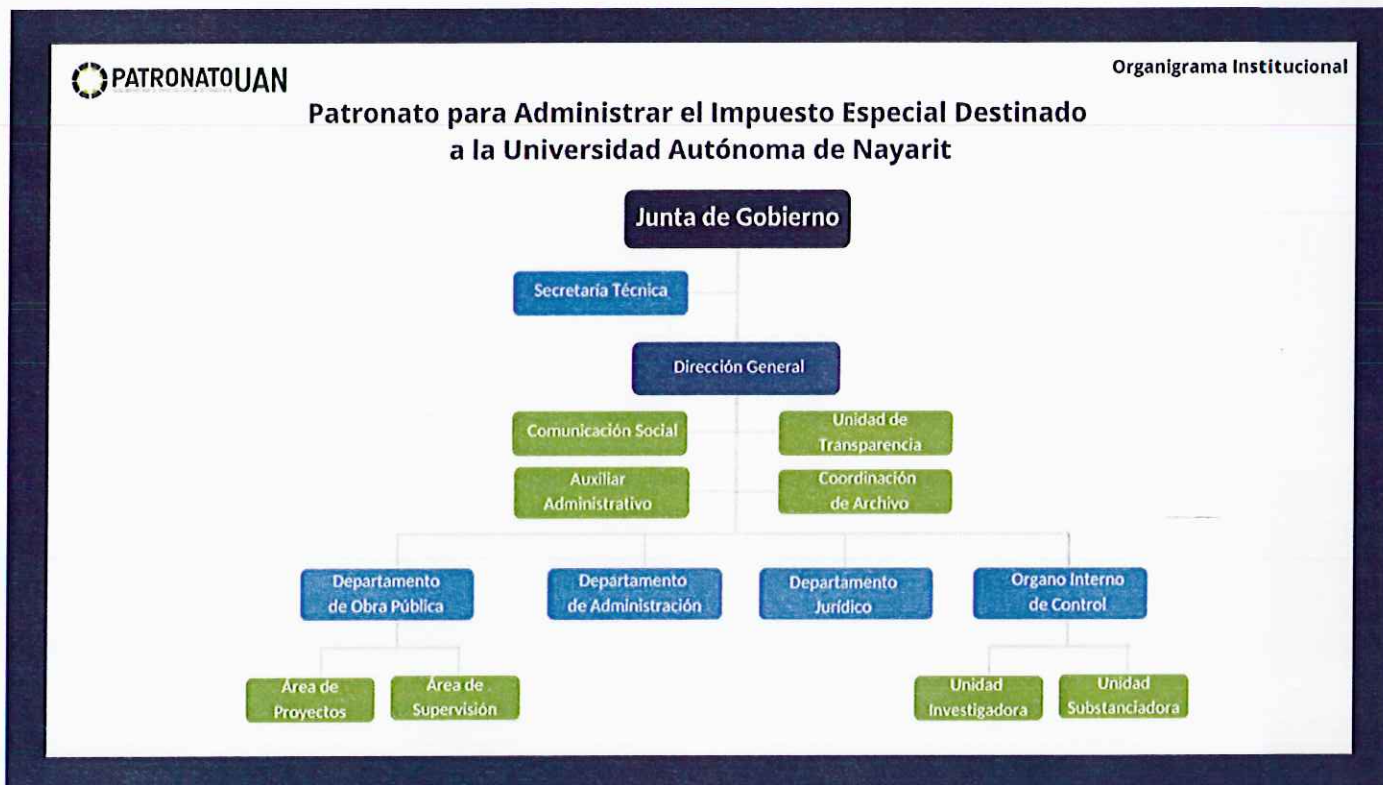 PATRONATOUAN
Organigrama Institucional
Patronato para Administrar el Impuesto Especial Destinado
a la Universidad Autónoma de Nayarit
Junta de Gobierno
Secretaría Técnica
Dirección General
Comunicación Social
Unidad de
Transparencia
Auxiliar
Administrativo
Coordinación
de Archivo
Departamento
de Obra Pública
Departamento
de Administración
Departamento
Jurídico
Organo Interno
de Control
Área de
Proyectos
Área de
Supervisión
Unidad
Investigadora
Unidad
Substanciadora